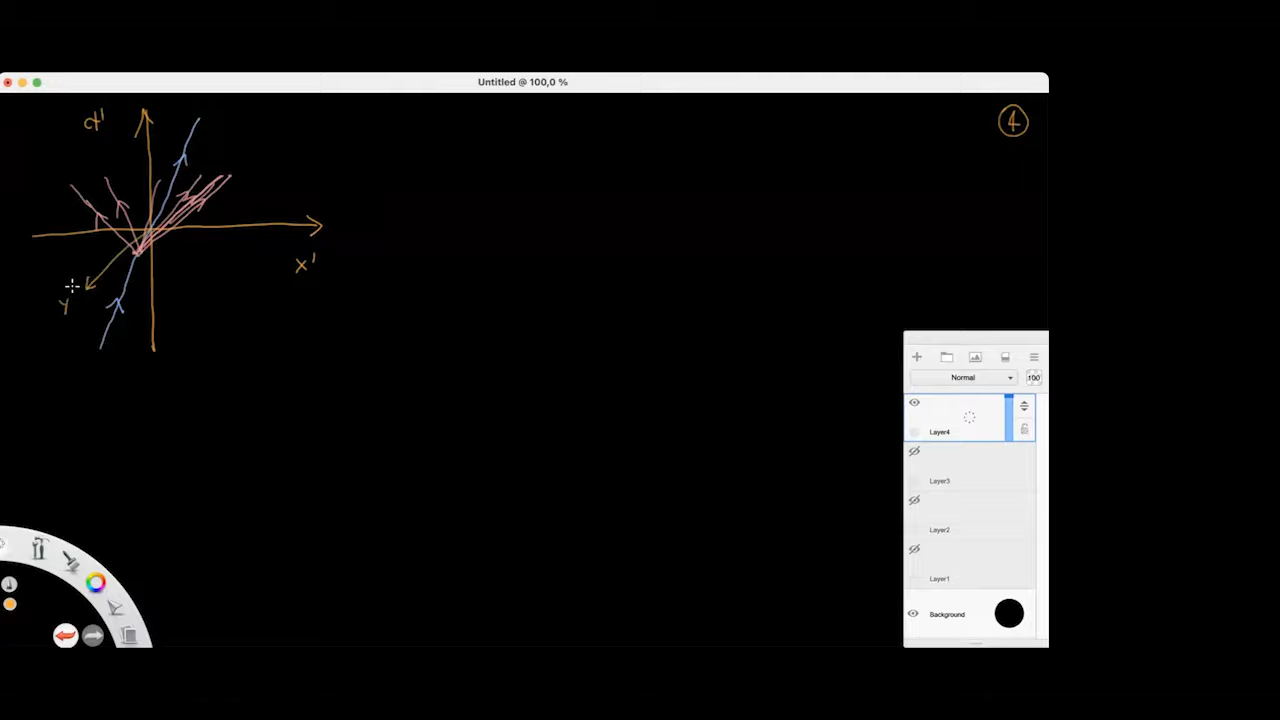 Untitled @ 100,0 %
ct'
4
x'
y
Normal
100
Layer4
Layer3
Layer2
Layer1
Background